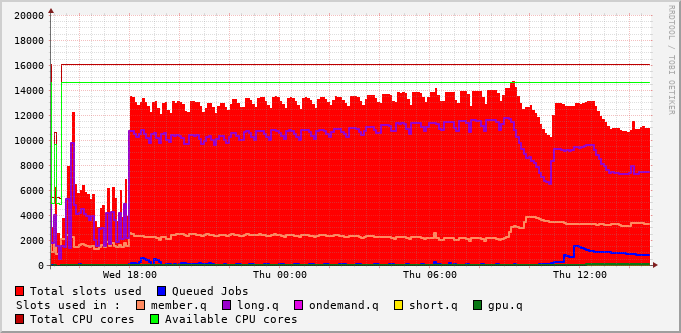 20000
18000
16000
14000
12000
10000
8000
6000
4000
2000
0
Wed 18:00 Thu 00:00 Thu 06:00 Thu 12:00
RRDTOOL / TOBI OETIKER
Total slots used Queued Jobs
Slots used in : member.q long.q ondemand.q short.q gpu.q
Total CPU cores Available CPU cores